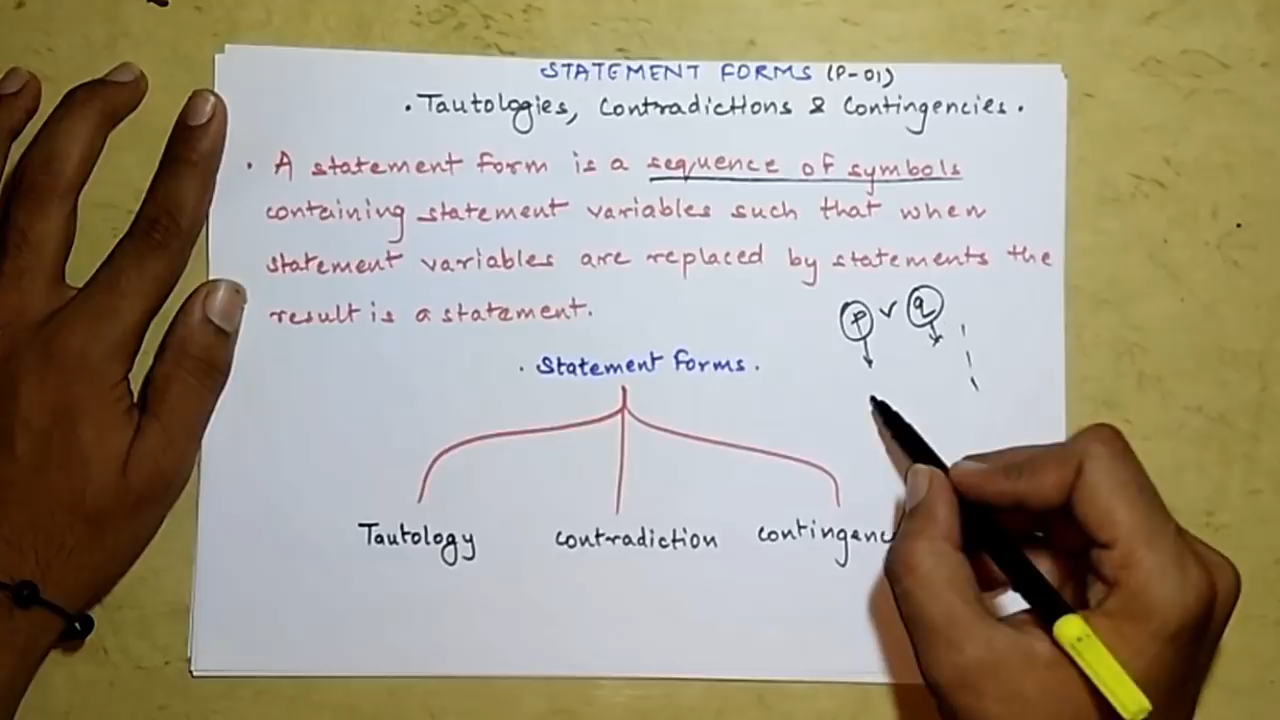 STATEMENT FORMS (P-01)
. Tautologies, Contradictions & Contingencies .
. A statement form is a sequence of symbols
containing statement variables such that when
statement variables are replaced by statements the
result is a statement.
p ∨ q
. Statement forms .
Tautology contradiction contingenc